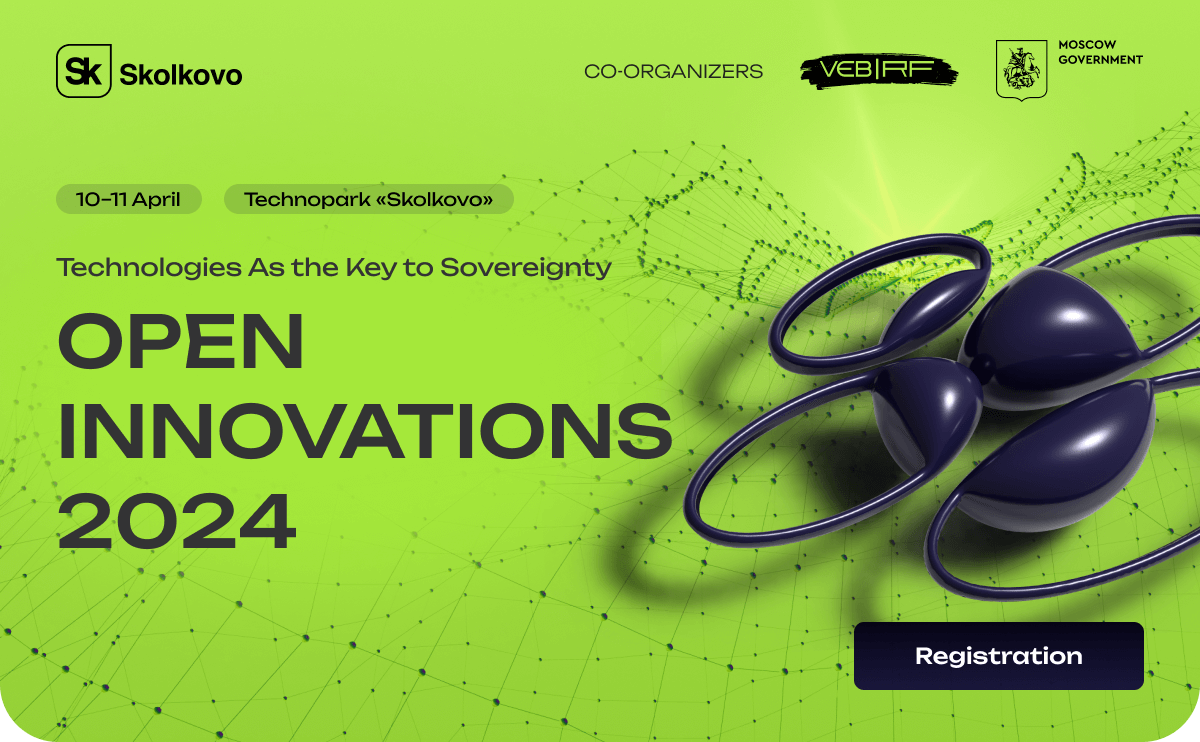 Sk Skolkovo
CO-ORGANIZERS
VEB|RF
MOSCOW
GOVERNMENT
10–11 April
Technopark «Skolkovo»
Technologies As the Key to Sovereignty
OPEN
INNOVATIONS
2024
Registration